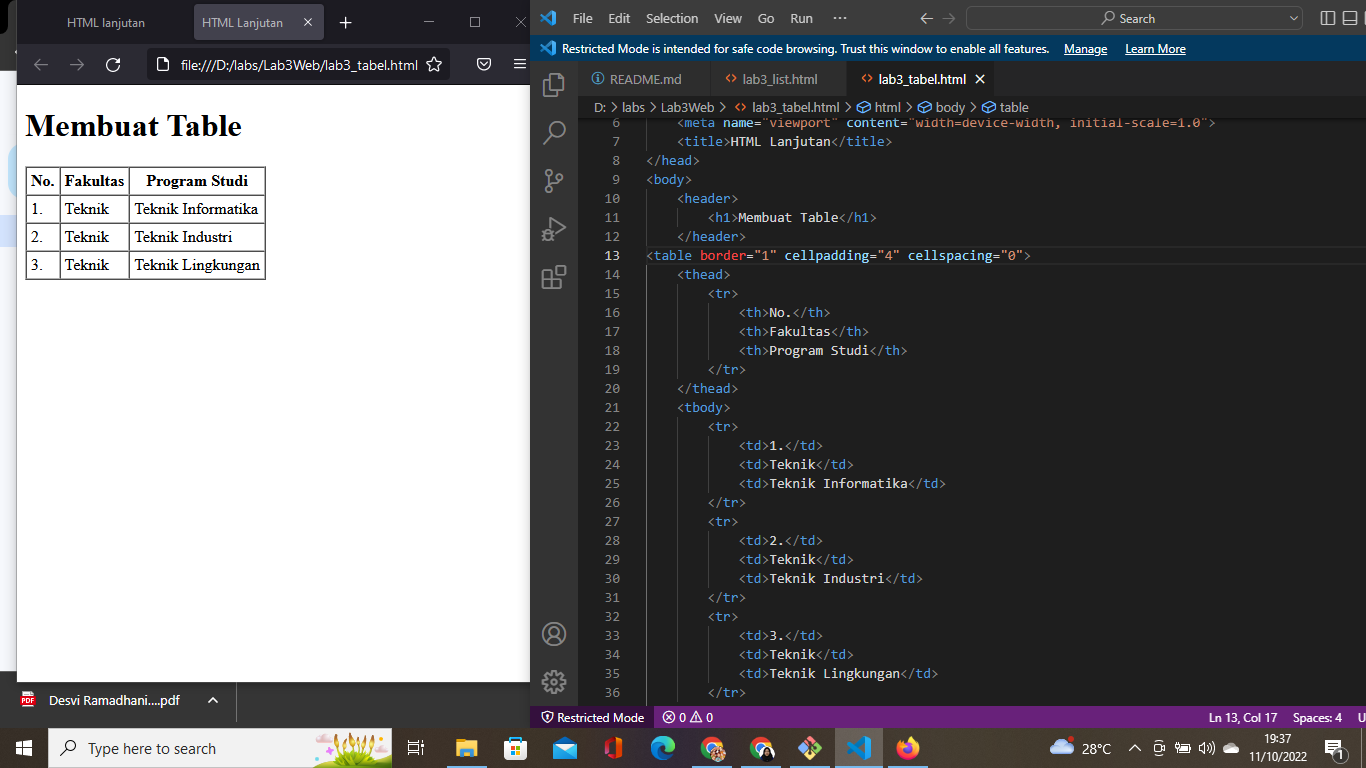 HTML lanjutan
HTML Lanjutan
file:///D:/labs/Lab3Web/lab3_tabel.html
Membuat Table
No. Fakultas Program Studi
1. Teknik Teknik Informatika
2. Teknik Teknik Industri
3. Teknik Teknik Lingkungan
Desvi Ramadhani....pdf
File Edit Selection View Go Run ···
Search
Restricted Mode is intended for safe code browsing. Trust this window to enable all features. Manage Learn More
README.md lab3_list.html lab3_tabel.html
D: > labs > Lab3Web > lab3_tabel.html > html > body > table
6 <meta name="viewport" content="width=device-width, initial-scale=1.0">
7 <title>HTML Lanjutan</title>
8 </head>
9 <body>
10 <header>
11 <h1>Membuat Table</h1>
12 </header>
13 <table border="1" cellpadding="4" cellspacing="0">
14 <thead>
15 <tr>
16 <th>No.</th>
17 <th>Fakultas</th>
18 <th>Program Studi</th>
19 </tr>
20 </thead>
21 <tbody>
22 <tr>
23 <td>1.</td>
24 <td>Teknik</td>
25 <td>Teknik Informatika</td>
26 </tr>
27 <tr>
28 <td>2.</td>
29 <td>Teknik</td>
30 <td>Teknik Industri</td>
31 </tr>
32 <tr>
33 <td>3.</td>
34 <td>Teknik</td>
35 <td>Teknik Lingkungan</td>
36 </tr>
Restricted Mode 0 0 Ln 13, Col 17 Spaces: 4 U
Type here to search
28°C
19:37
11/10/2022
1
PDF